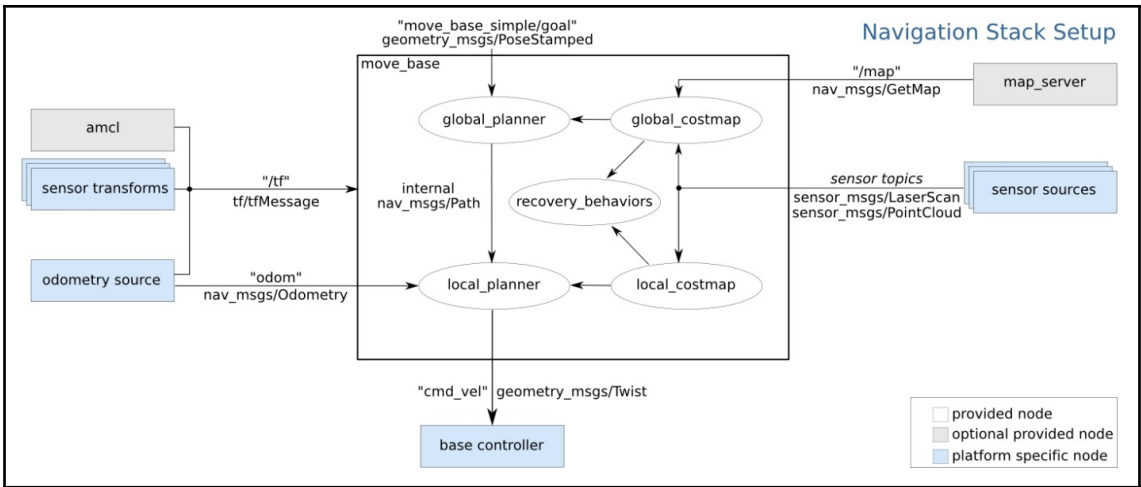 Navigation Stack Setup
"move_base_simple/goal"
geometry_msgs/PoseStamped
move_base
"/map"
nav_msgs/GetMap
map_server
global_planner
global_costmap
amcl
sensor transforms
"/tf"
tf/tfMessage
internal
nav_msgs/Path
recovery_behaviors
sensor topics
sensor_msgs/LaserScan
sensor_msgs/PointCloud
sensor sources
odometry source
"odom"
nav_msgs/Odometry
local_planner
local_costmap
"cmd_vel" geometry_msgs/Twist
base controller
provided node
optional provided node
platform specific node